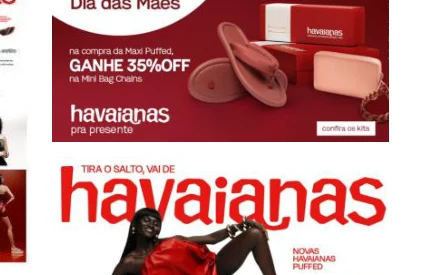 Dia das Mães
na compra da Maxi Puffed,
GANHE 35%OFF
na Mini Bag Chains
havaianas
pra presente
havaianas
confira os kits
TIRA O SALTO, VAI DE
havaianas
NOVAS
HAVAIANAS
PUFFED